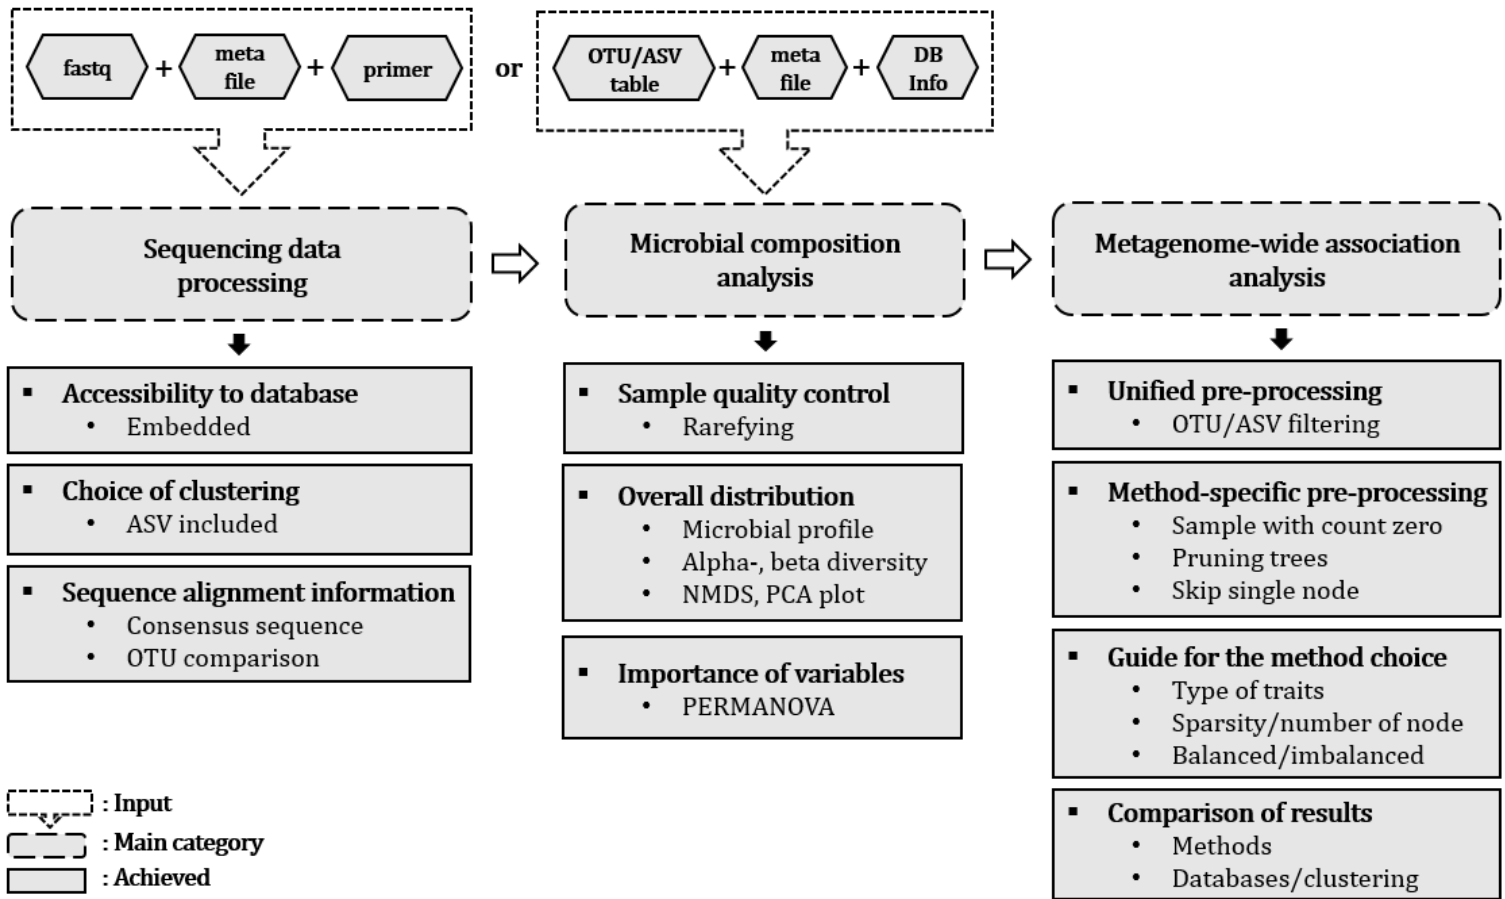 fastq + meta file + primer or OTU/ASV table + meta file + DB Info
Sequencing data
processing
Microbial composition
analysis
Metagenome-wide association
analysis
▪ Accessibility to database
• Embedded
▪ Choice of clustering
• ASV included
▪ Sequence alignment information
• Consensus sequence
• OTU comparison
▪ Sample quality control
• Rarefying
▪ Overall distribution
• Microbial profile
• Alpha-, beta diversity
• NMDS, PCA plot
▪ Importance of variables
• PERMANOVA
▪ Unified pre-processing
• OTU/ASV filtering
▪ Method-specific pre-processing
• Sample with count zero
• Pruning trees
• Skip single node
▪ Guide for the method choice
• Type of traits
• Sparsity/number of node
• Balanced/imbalanced
▪ Comparison of results
• Methods
• Databases/clustering
: Input
: Main category
: Achieved